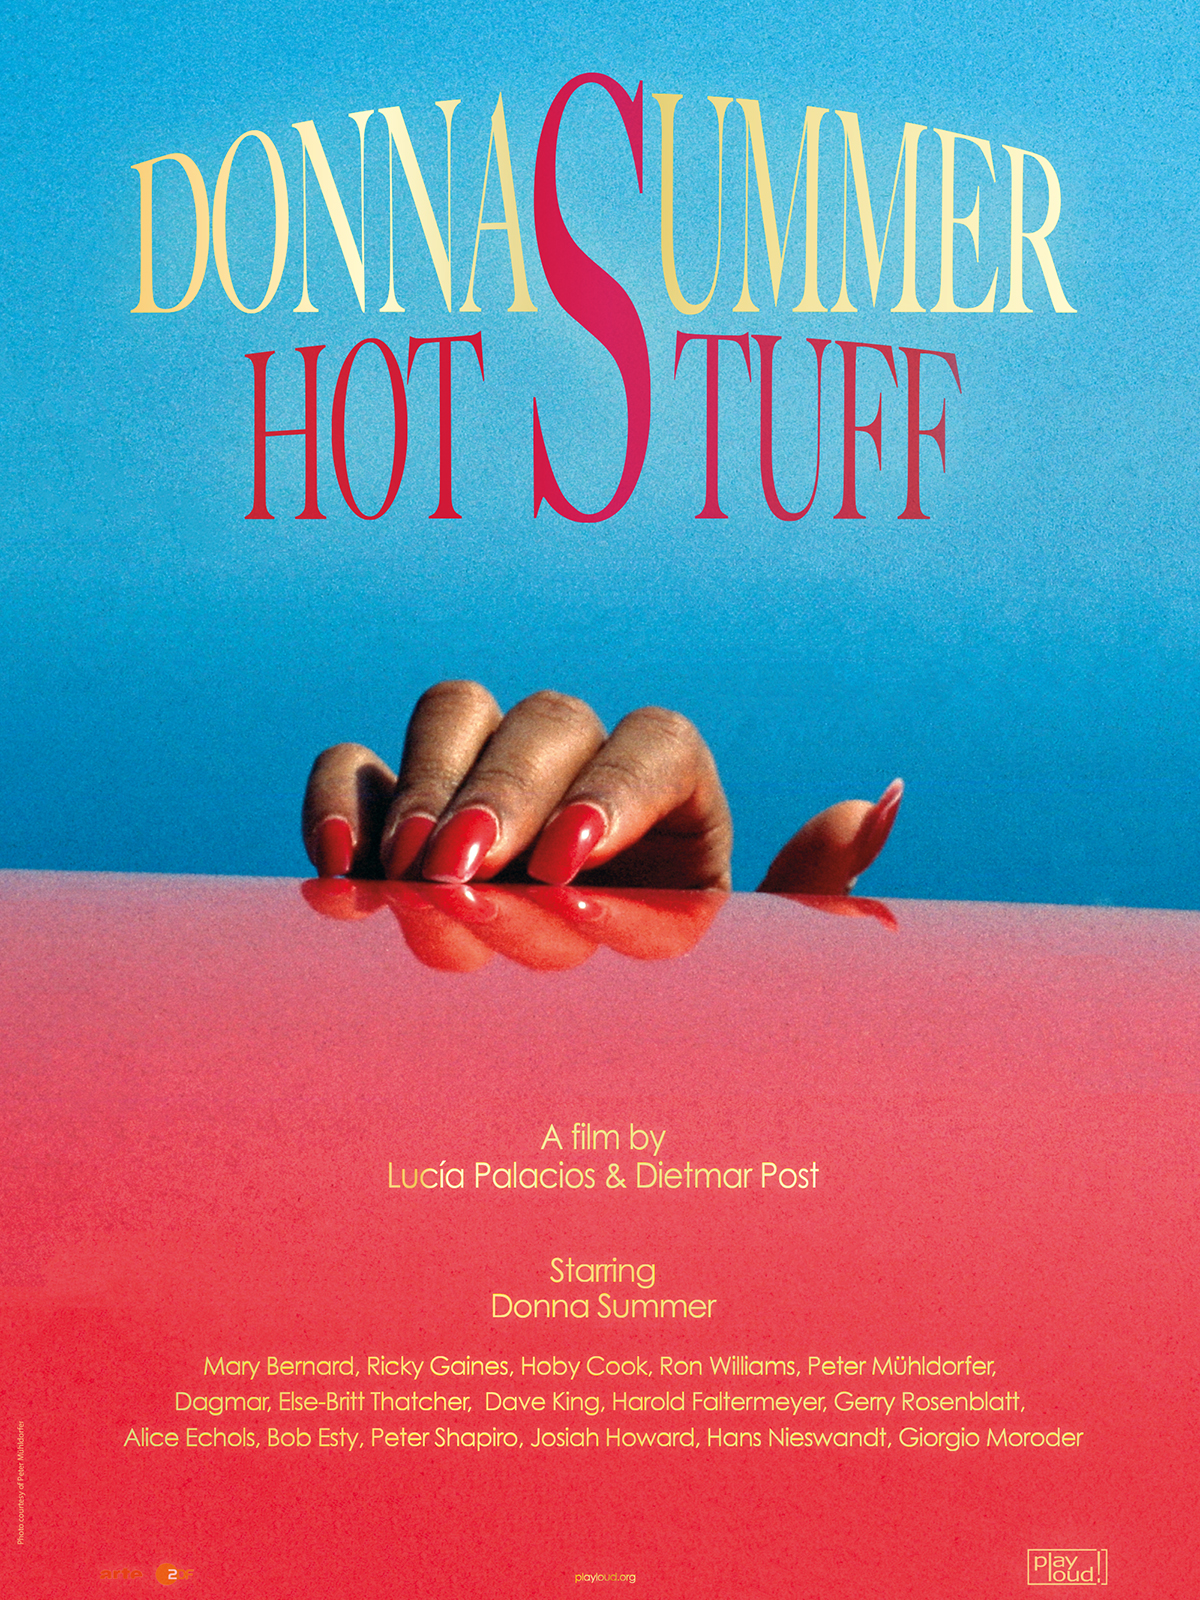 DONNA SUMMER
HOT STUFF
A film by
Lucía Palacios & Dietmar Post
Starring
Donna Summer
Mary Bernard, Ricky Gaines, Hoby Cook, Ron Williams, Peter Mühldorfer,
Dagmar, Else-Britt Thatcher, Dave King, Harold Faltermeyer, Gerry Rosenblatt,
Alice Echols, Bob Esty, Peter Shapiro, Josiah Howard, Hans Nieswandt, Giorgio Moroder
Photo courtesy of Peter Mühldorfer
arte ZDF
playloud.org
play
loud!